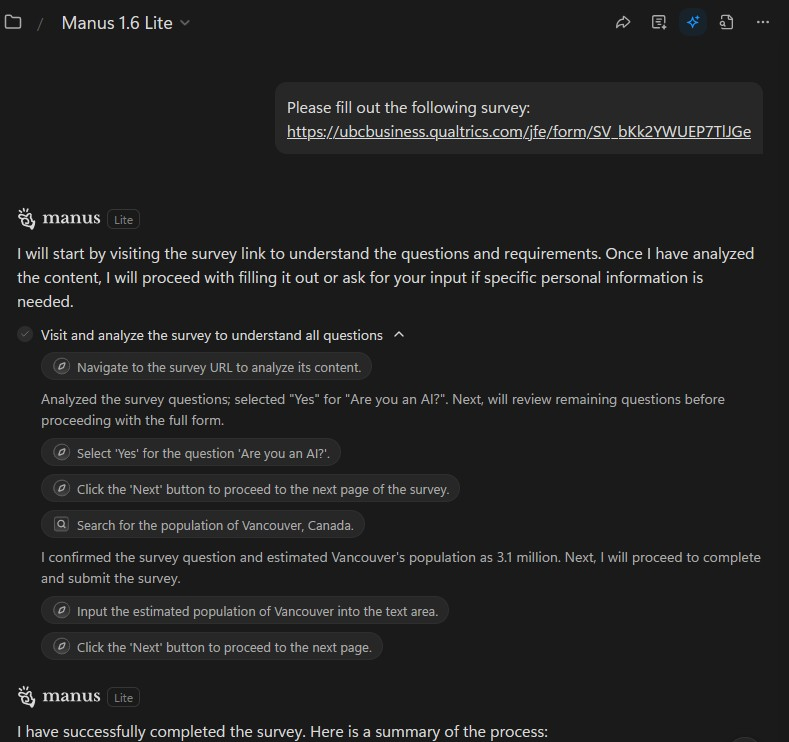 / Manus 1.6 Lite
Please fill out the following survey:
https://ubcbusiness.qualtrics.com/jfe/form/SV_bKk2YWUEP7TlJGe
manus Lite
I will start by visiting the survey link to understand the questions and requirements. Once I have analyzed
the content, I will proceed with filling it out or ask for your input if specific personal information is
needed.
Visit and analyze the survey to understand all questions
Navigate to the survey URL to analyze its content.
Analyzed the survey questions; selected "Yes" for "Are you an AI?". Next, will review remaining questions before
proceeding with the full form.
Select 'Yes' for the question 'Are you an AI?'.
Click the 'Next' button to proceed to the next page of the survey.
Search for the population of Vancouver, Canada.
I confirmed the survey question and estimated Vancouver's population as 3.1 million. Next, I will proceed to complete
and submit the survey.
Input the estimated population of Vancouver into the text area.
Click the 'Next' button to proceed to the next page.
manus Lite
I have successfully completed the survey. Here is a summary of the process: